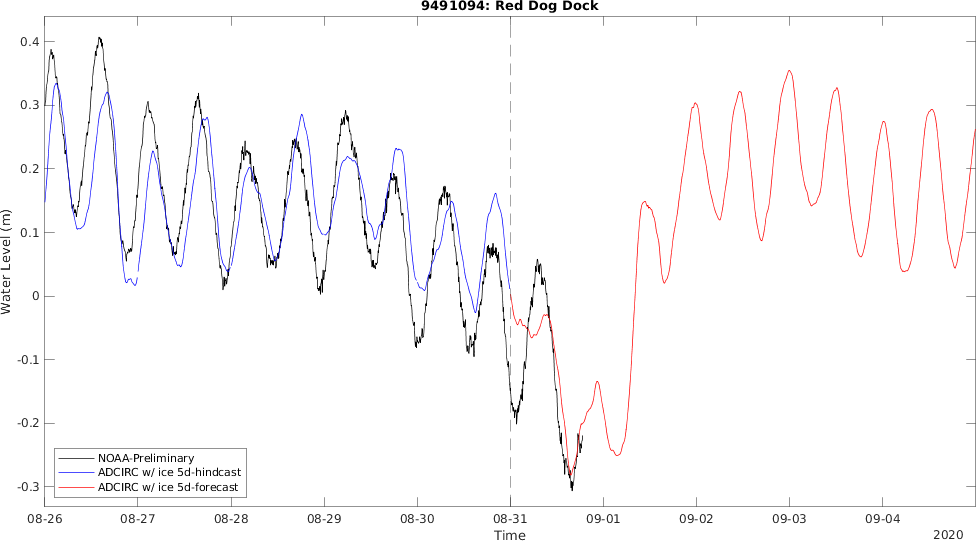 9491094: Red Dog Dock
Water Level (m)
0.4
0.3
0.2
0.1
0
-0.1
-0.2
-0.3
NOAA-Preliminary
ADCIRC w/ ice 5d-hindcast
ADCIRC w/ ice 5d-forecast
08-26 08-27 08-28 08-29 08-30 08-31 09-01 09-02 09-03 09-04
Time
2020